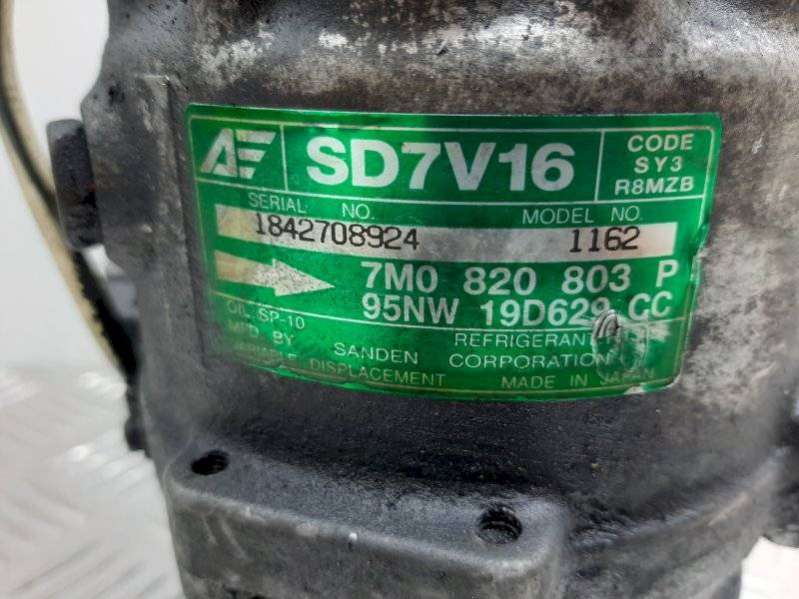 AE SD7V16 CODE
SY3
R8MZB
SERIAL NO. MODEL NO.
1842708924 1162
7M0 820 803 P
95NW 19D629 CC
OIL SP-10 REFRIGERANT
MFD. BY SANDEN CORPORATION
VARIABLE DISPLACEMENT MADE IN JAPAN